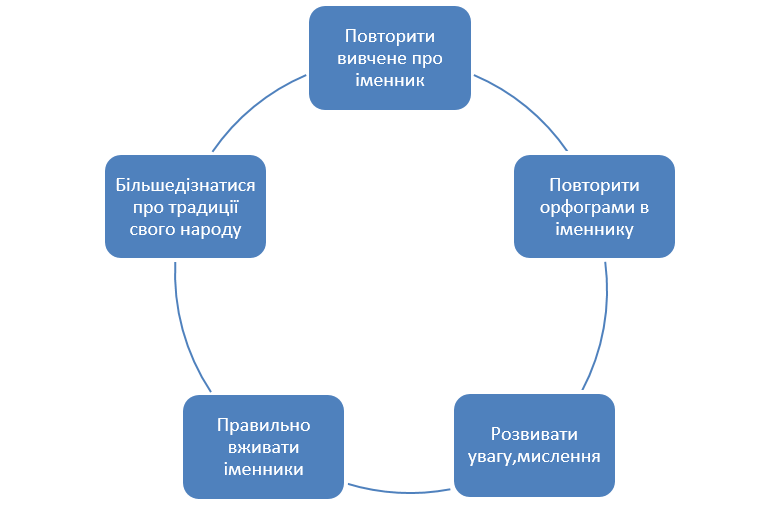 Повторити
вивчене про
іменник
Повторити
орфограми в
іменнику
Розвивати
увагу,мислення
Правильно
вживати
іменники
Більшедізнатися
про традиції
свого народу